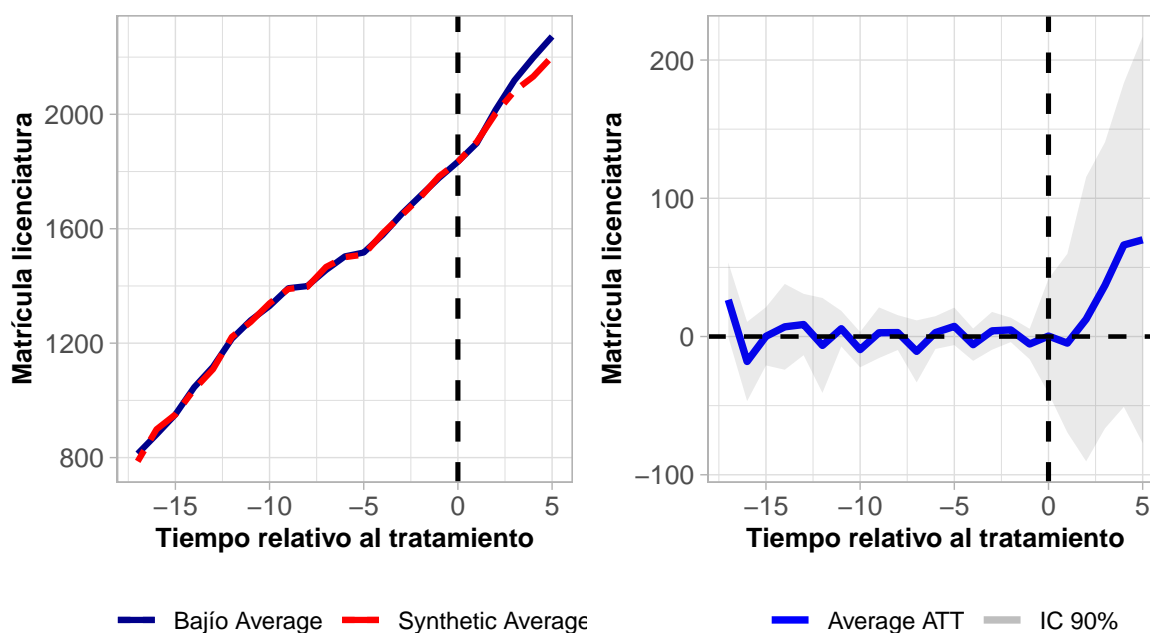 Matrícula licenciatura
2000
1600
1200
800
−15 −10 −5 0 5
Tiempo relativo al tratamiento
Bajío Average Synthetic Average
Matrícula licenciatura
200
100
0
−100
−15 −10 −5 0 5
Tiempo relativo al tratamiento
Average ATT IC 90%